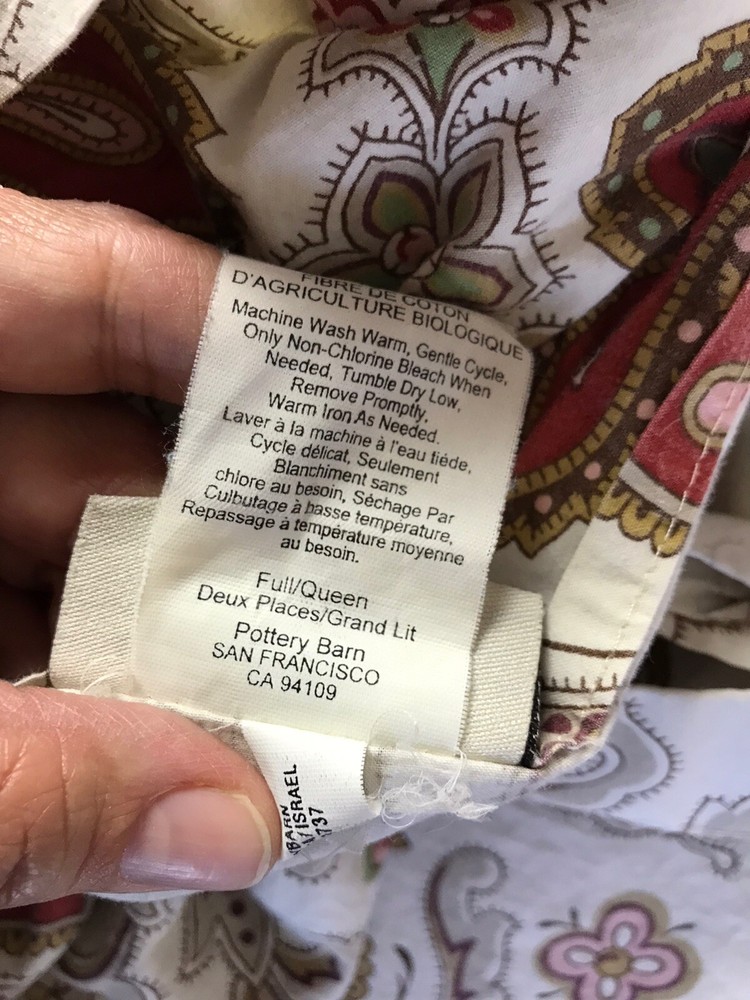 FIBRE DE COTON
D'AGRICULTURE BIOLOGIQUE
Machine Wash Warm, Gentle Cycle,
Only Non-Chlorine Bleach When
Needed, Tumble Dry Low,
Remove Promptly,
Warm Iron As Needed.
Laver à la machine à l'eau tiède,
Cycle délicat, Seulement
Blanchiment sans
chlore au besoin, Séchage Par
Culbutage à basse température,
Repassage à température moyenne
au besoin.
Full/Queen
Deux Places/Grand Lit
Pottery Barn
SAN FRANCISCO
CA 94109
ISRAEL